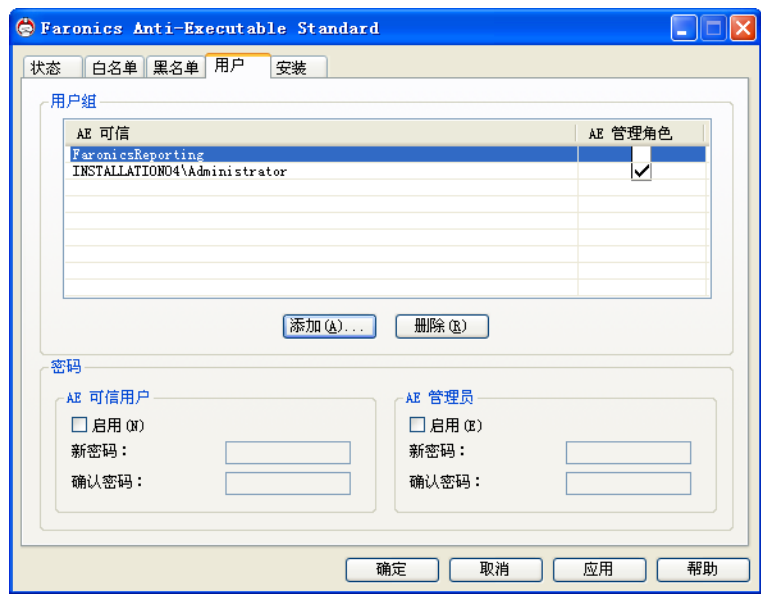 Faronics Anti-Executable Standard
状态 白名单 黑名单 用户 安装
用户组
AE 可信 AE 管理角色
FaronicsReporting
INSTALLATION04\Administrator
添加(A)... 删除(R)
密码
AE 可信用户 AE 管理员
启用(N) 启用(E)
新密码： 新密码：
确认密码： 确认密码：
确定 取消 应用 帮助